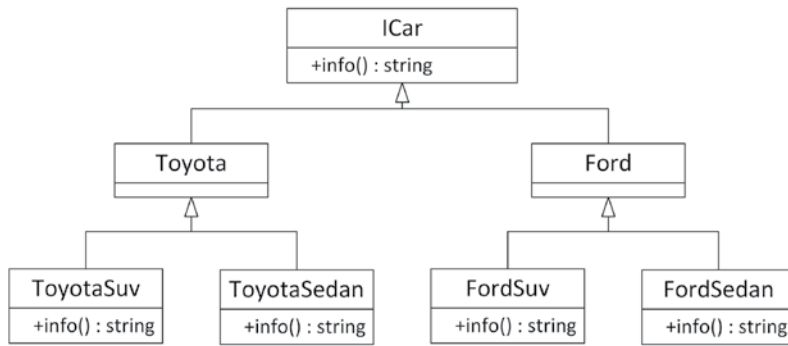 ICar
+info() : string
Toyota
Ford
ToyotaSuv
ToyotaSedan
FordSuv
FordSedan
+info() : string
+info() : string
+info() : string
+info() : string